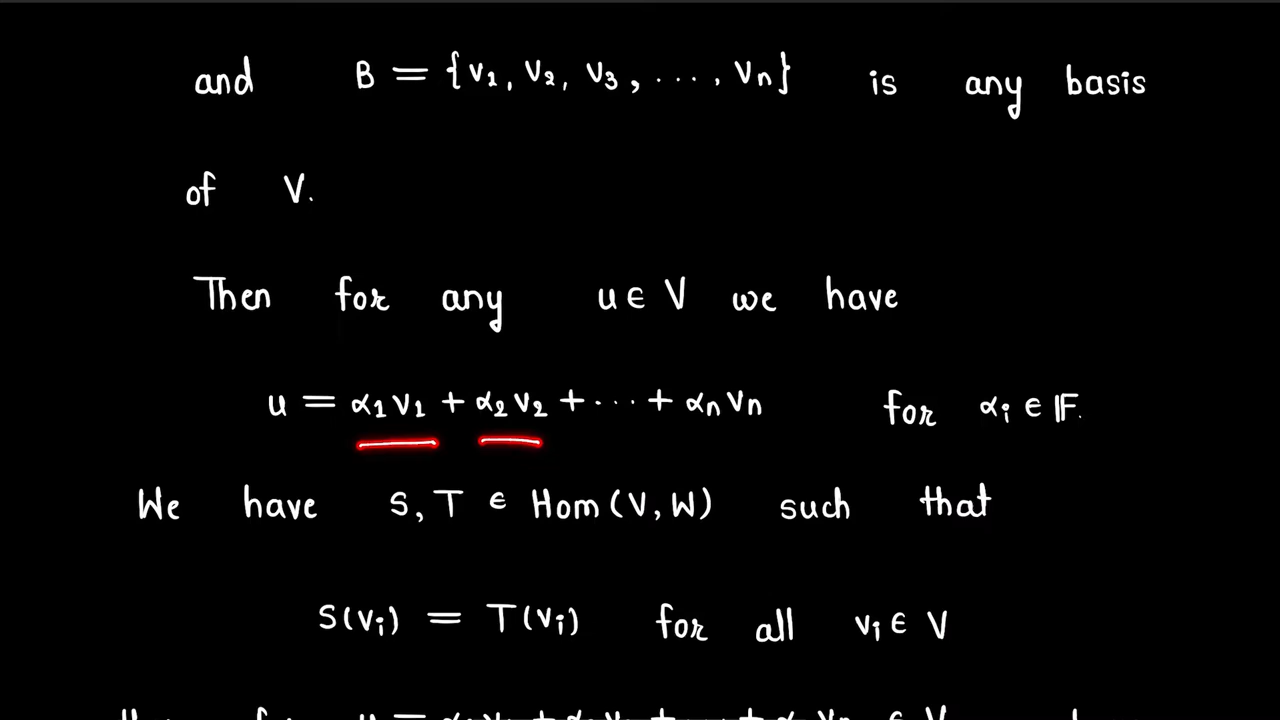 and B = {v₁, v₂, v₃, ..., vₙ} is any basis
of V.
Then for any u ∈ V we have
u = α₁v₁ + α₂v₂ + ... + αₙvₙ for αᵢ ∈ 𝔽.
We have S, T ∈ Hom(V, W) such that
S(vᵢ) = T(vᵢ) for all vᵢ ∈ V